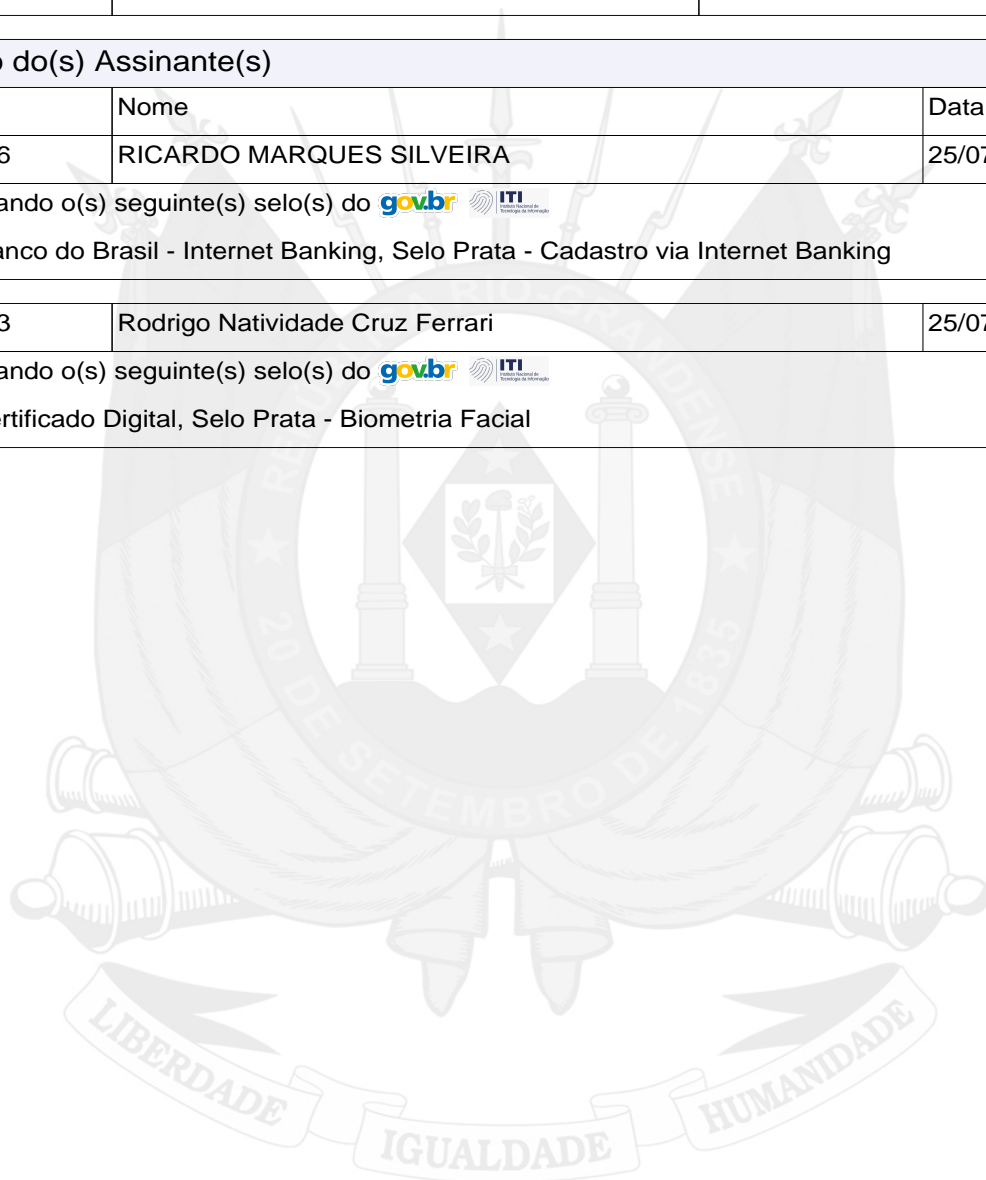 o do(s) Assinante(s)
Nome Data
6 RICARDO MARQUES SILVEIRA 25/07
ando o(s) seguinte(s) selo(s) do gov.br ITI
anco do Brasil - Internet Banking, Selo Prata - Cadastro via Internet Banking
3 Rodrigo Natividade Cruz Ferrari 25/07
ando o(s) seguinte(s) selo(s) do gov.br ITI
ertificado Digital, Selo Prata - Biometria Facial
REPUBLICA RIO-GRANDENSE
20 DE SETEMBRO DE 1835
LIBERDADE IGUALDADE HUMANIDADE